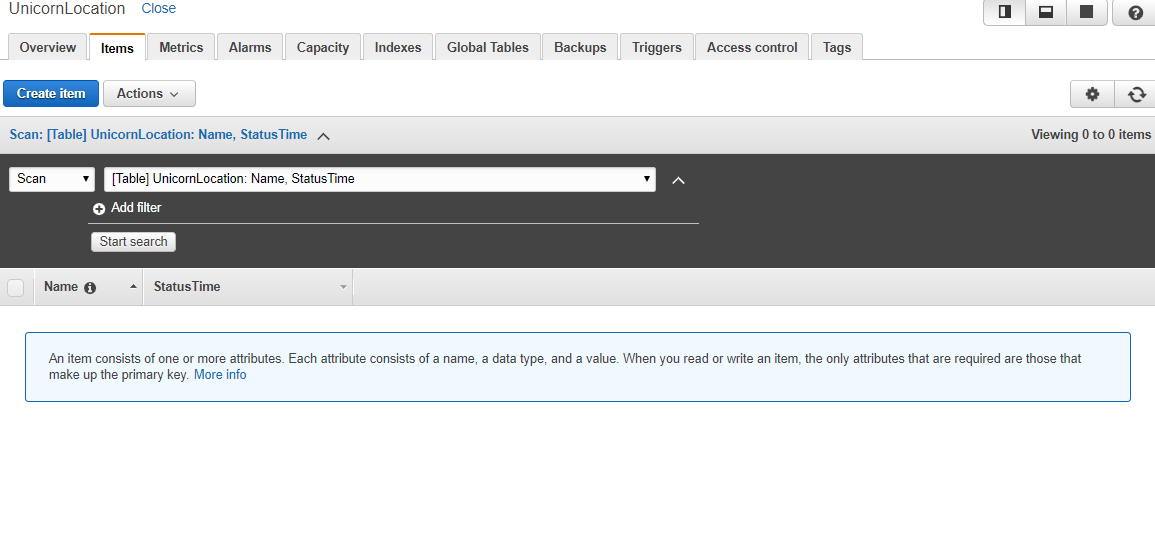 UnicornLocation Close
Overview Items Metrics Alarms Capacity Indexes Global Tables Backups Triggers Access control Tags
Create item Actions
Scan: [Table] UnicornLocation: Name, StatusTime Viewing 0 to 0 items
Scan [Table] UnicornLocation: Name, StatusTime
Add filter
Start search
Name StatusTime
An item consists of one or more attributes. Each attribute consists of a name, a data type, and a value. When you read or write an item, the only attributes that are required are those that
make up the primary key. More info